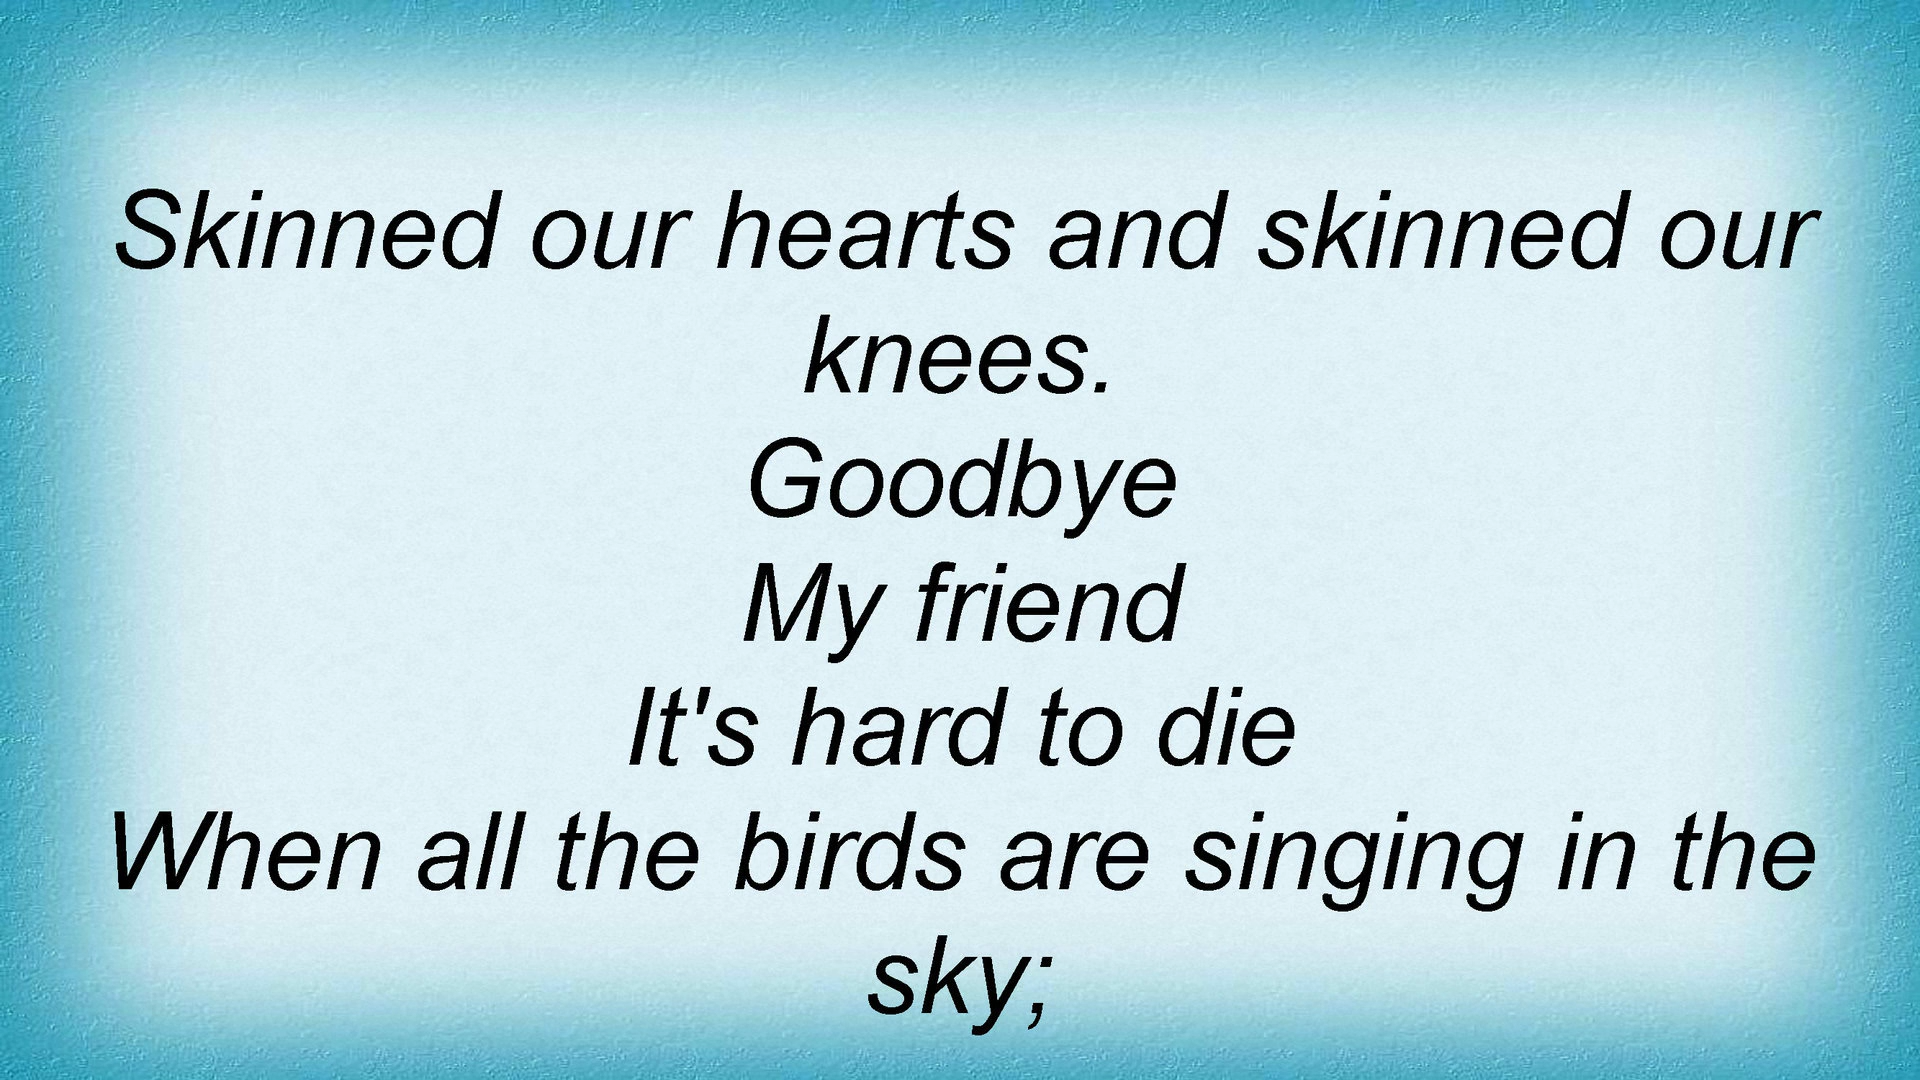 Skinned our hearts and skinned our
knees.
Goodbye
My friend
It's hard to die
When all the birds are singing in the
sky;